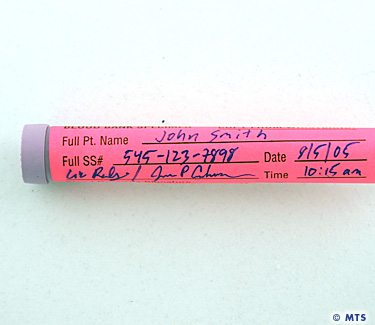 BLOOD BANK
Full Pt. Name John Smith
Full SS# 545-123-7898 Date 8/5/05
Time 10:15 am
© MTS